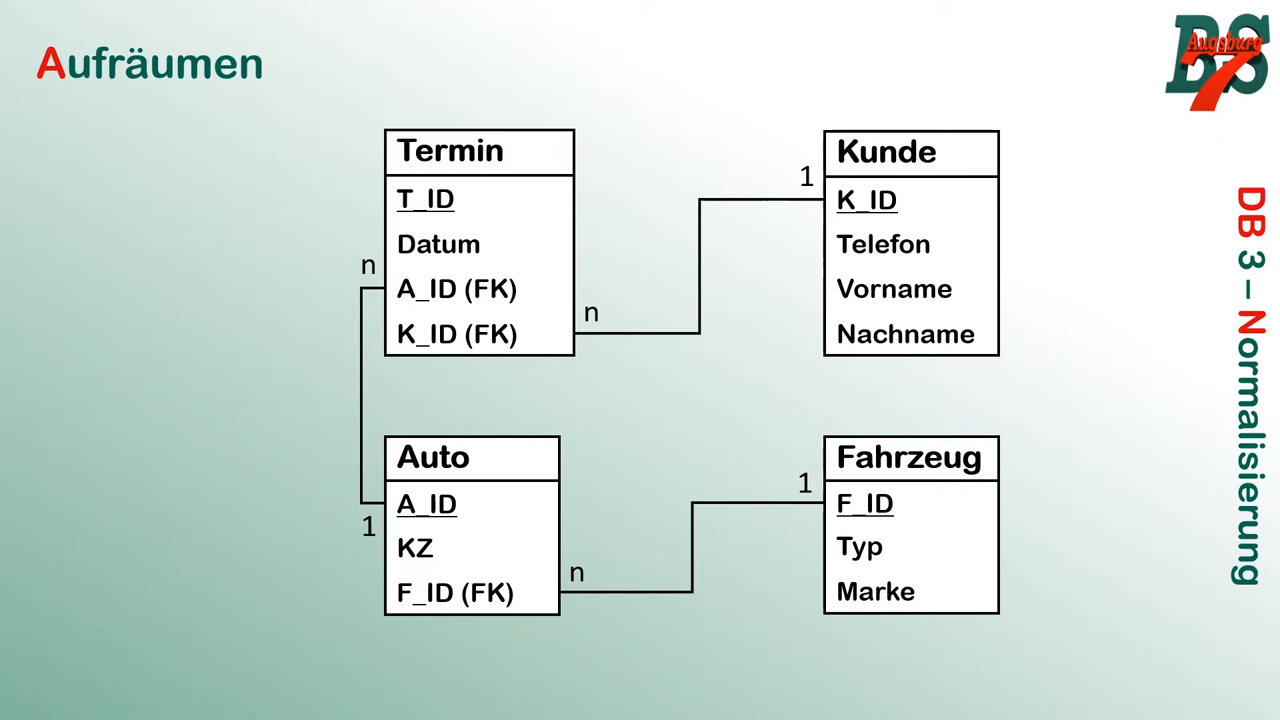 Aufräumen
BS
Augsburg
7
Termin
T_ID
Datum
A_ID (FK)
K_ID (FK)
n
n
1
Kunde
K_ID
Telefon
Vorname
Nachname
Auto
A_ID
KZ
F_ID (FK)
1
n
1
Fahrzeug
F_ID
Typ
Marke
DB 3 – Normalisierung